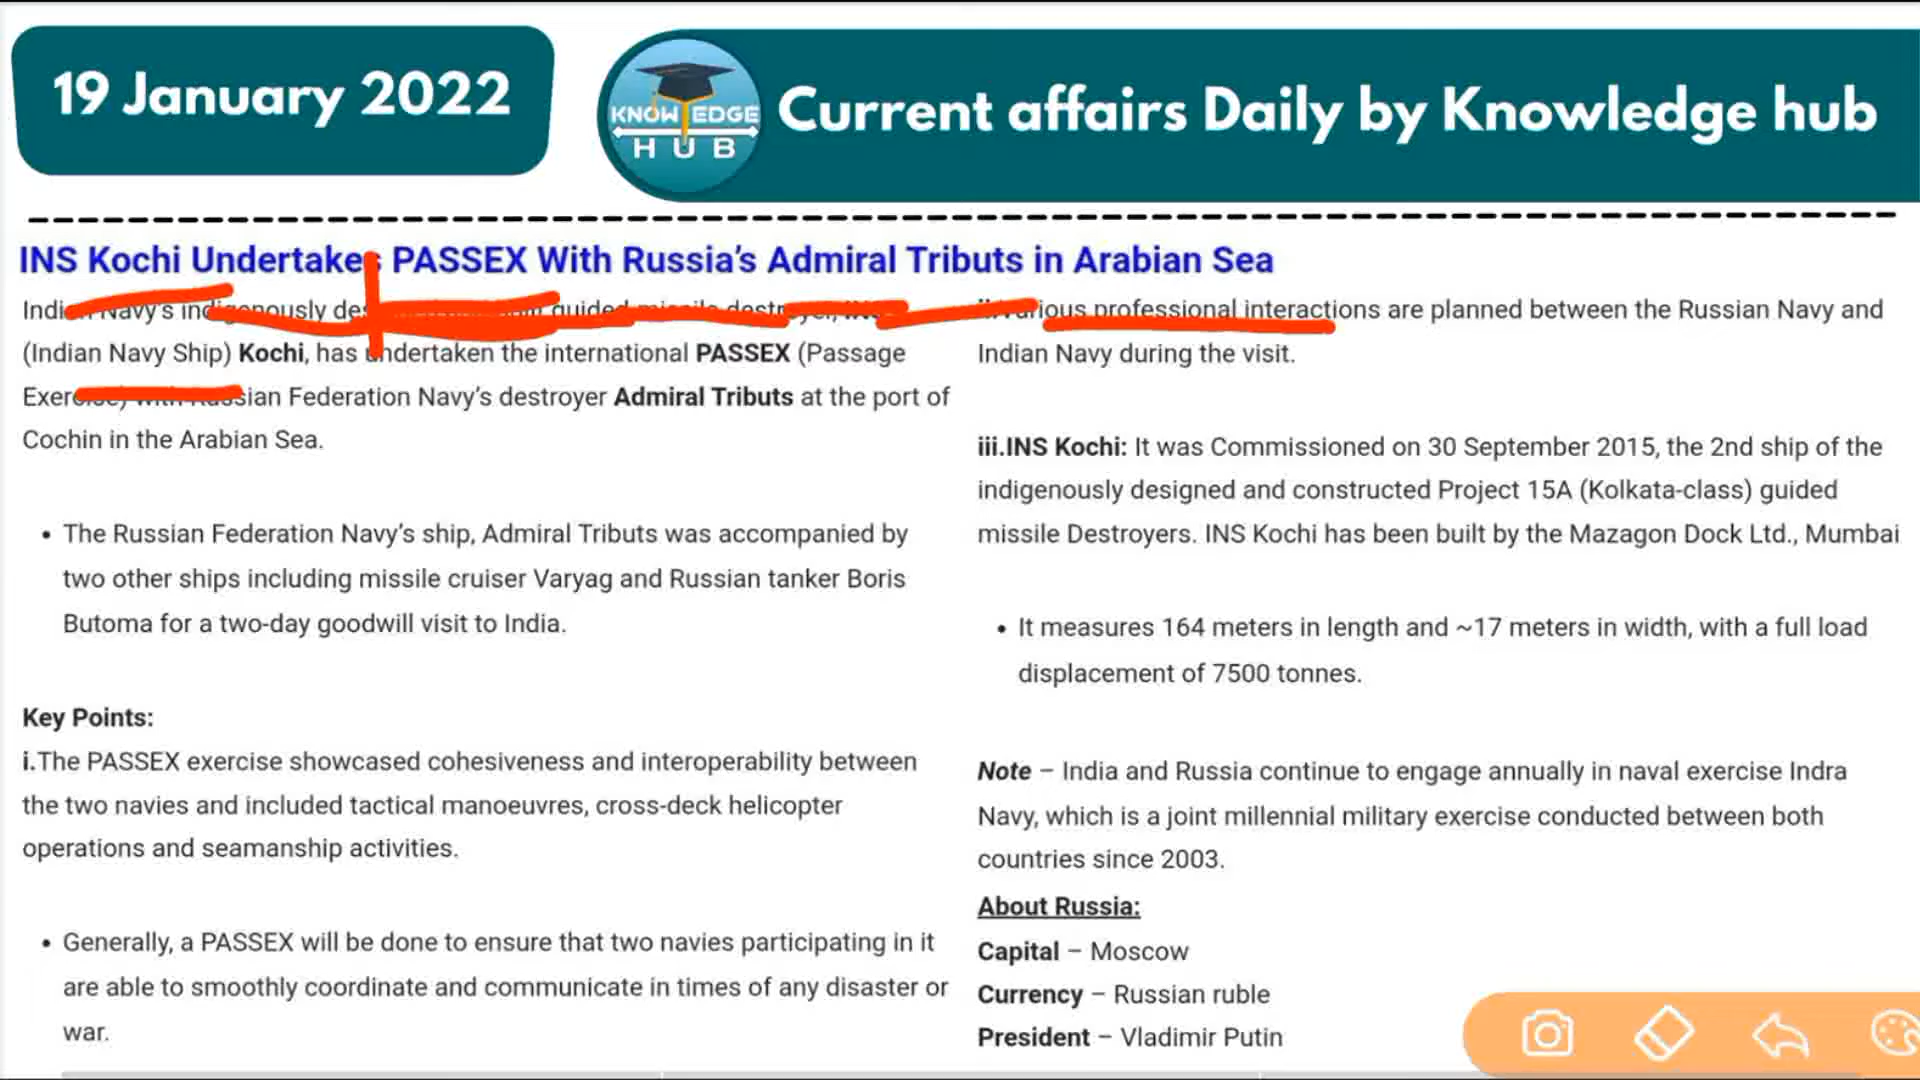 19 January 2022
KNOWLEDGE
HUB
Current affairs Daily by Knowledge hub
INS Kochi Undertakes PASSEX With Russia's Admiral Tributs in Arabian Sea
Indian Navy's indigenously guided missile destroyer, INS
(Indian Navy Ship) Kochi, has undertaken the international PASSEX (Passage
Exercise) with Russian Federation Navy's destroyer Admiral Tributs at the port of
Cochin in the Arabian Sea.
• The Russian Federation Navy's ship, Admiral Tributs was accompanied by
two other ships including missile cruiser Varyag and Russian tanker Boris
Butoma for a two-day goodwill visit to India.
Key Points:
i.The PASSEX exercise showcased cohesiveness and interoperability between
the two navies and included tactical manoeuvres, cross-deck helicopter
operations and seamanship activities.
• Generally, a PASSEX will be done to ensure that two navies participating in it
are able to smoothly coordinate and communicate in times of any disaster or
war.
ii.Various professional interactions are planned between the Russian Navy and
Indian Navy during the visit.
iii.INS Kochi: It was Commissioned on 30 September 2015, the 2nd ship of the
indigenously designed and constructed Project 15A (Kolkata-class) guided
missile Destroyers. INS Kochi has been built by the Mazagon Dock Ltd., Mumbai
• It measures 164 meters in length and ~17 meters in width, with a full load
displacement of 7500 tonnes.
Note – India and Russia continue to engage annually in naval exercise Indra
Navy, which is a joint millennial military exercise conducted between both
countries since 2003.
About Russia:
Capital – Moscow
Currency – Russian ruble
President – Vladimir Putin